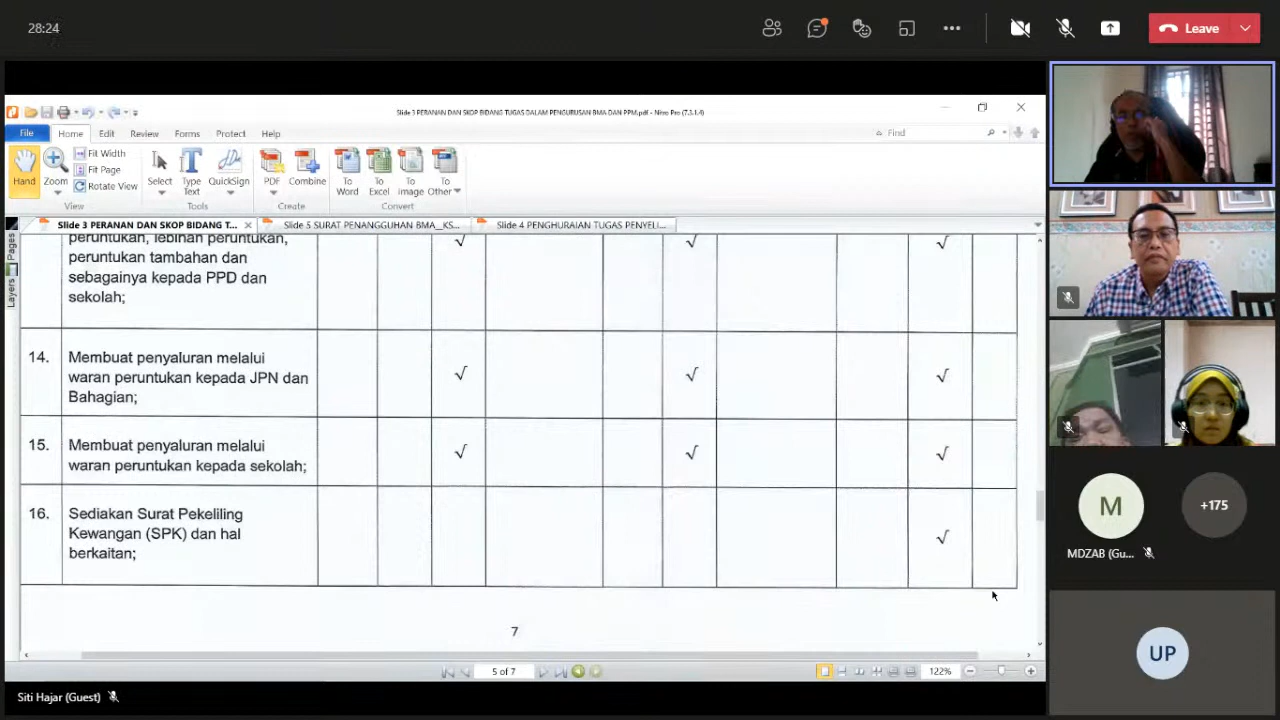 28:24
Leave
Slide 3 PERANAN DAN SKOP BIDANG TUGAS DALAM PENGURUSAN BMA DAN PPM.pdf - Nitro Pro (7.3.1.4)
File Home Edit Review Forms Protect Help
Find
Hand
Zoom
Fit Width
Fit Page
Rotate View
Select
Type Text
QuickSign
PDF
Combine
To Word
To Excel
To Image
To Other
View
Tools
Create
Convert
Slide 3 PERANAN DAN SKOP BIDANG T...
Slide 5 SURAT PENANGGUHAN BMA__KS...
Slide 4 PENGHURAIAN TUGAS PENYELI...
Pages
Layers
peruntukan, lebihan peruntukan,
peruntukan tambahan dan
sebagainya kepada PPD dan
sekolah;
√ √ √
14. Membuat penyaluran melalui
waran peruntukan kepada JPN dan
Bahagian;
√ √ √
15. Membuat penyaluran melalui
waran peruntukan kepada sekolah;
√ √ √
16. Sediakan Surat Pekeliling
Kewangan (SPK) dan hal
berkaitan;
√
7
5 of 7
122%
Siti Hajar (Guest)
M
+175
MDZAB (Gu...
UP